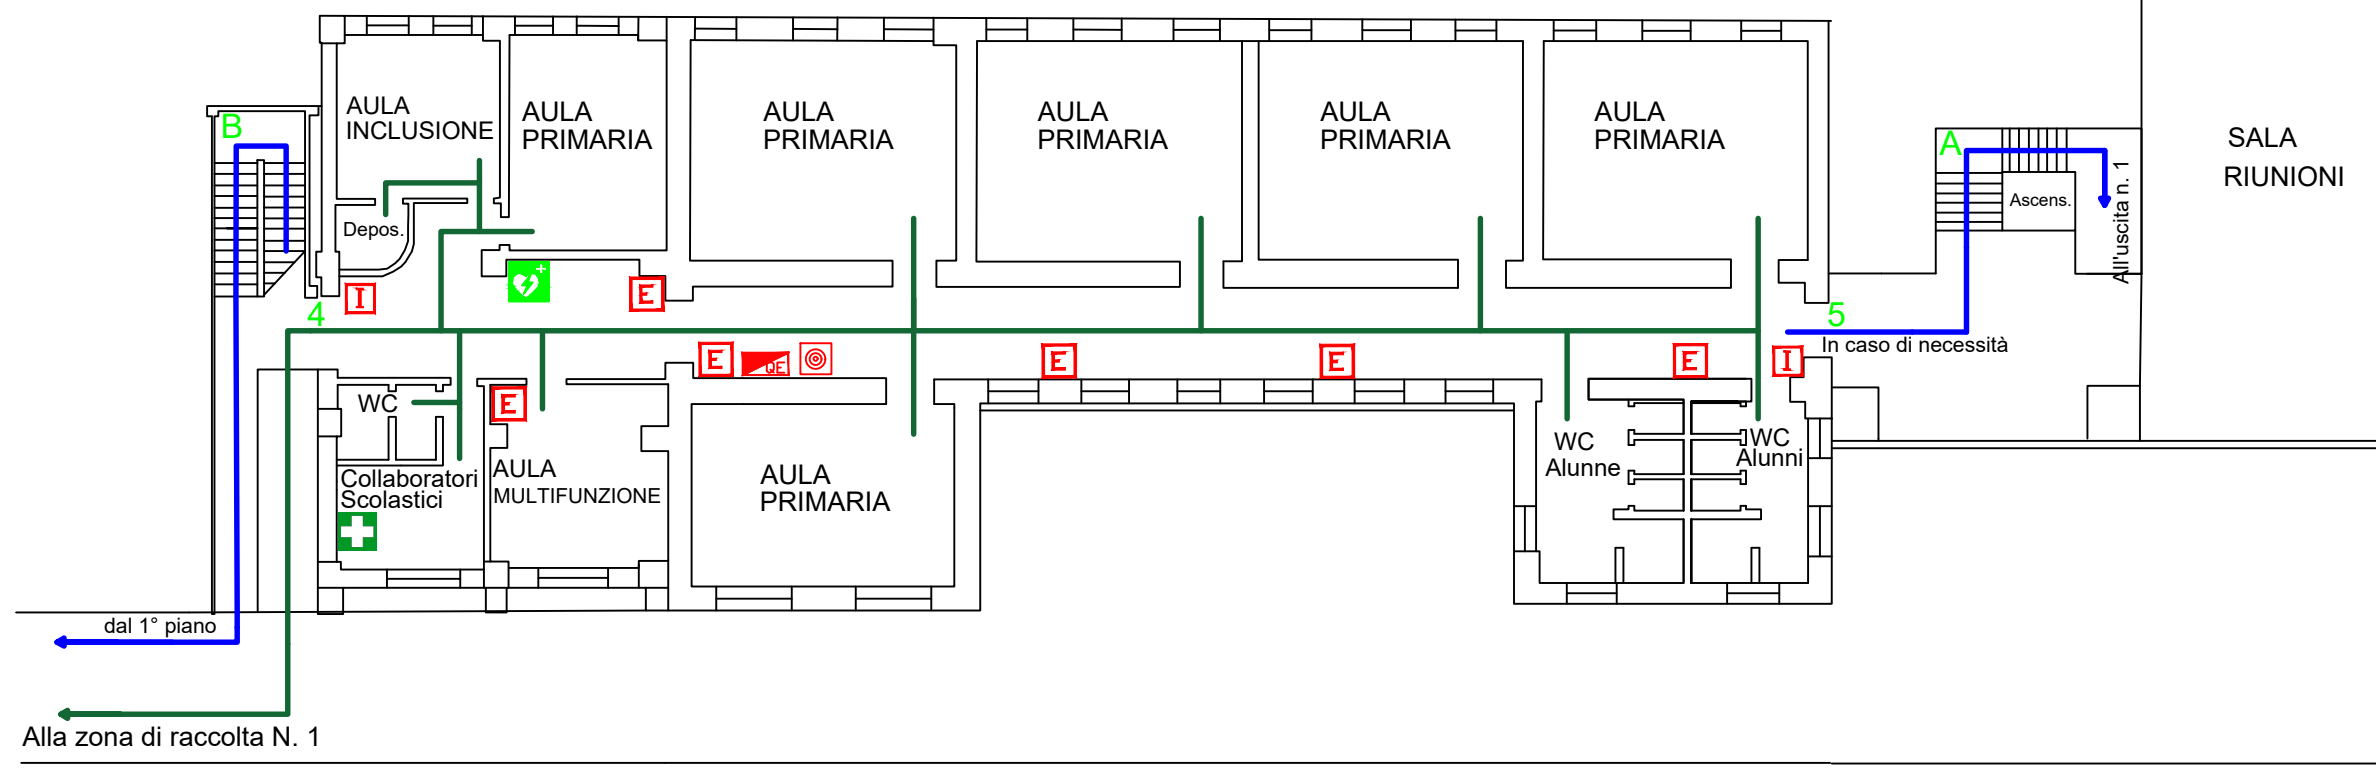 B
AULA
INCLUSIONE
AULA
PRIMARIA
AULA
PRIMARIA
AULA
PRIMARIA
AULA
PRIMARIA
AULA
PRIMARIA
A
SALA
RIUNIONI
Ascens.
All'uscita n. 1
Depos.
I
E
4
5
In caso di necessità
E
QE
E
E
E
I
WC
E
Collaboratori
Scolastici
AULA
MULTIFUNZIONE
AULA
PRIMARIA
WC
Alunne
WC
Alunni
dal 1° piano
Alla zona di raccolta N. 1